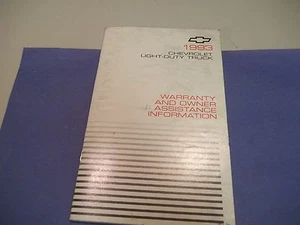 1993
CHEVROLET
LIGHT-DUTY TRUCK
WARRANTY
AND OWNER
ASSISTANCE
INFORMATION